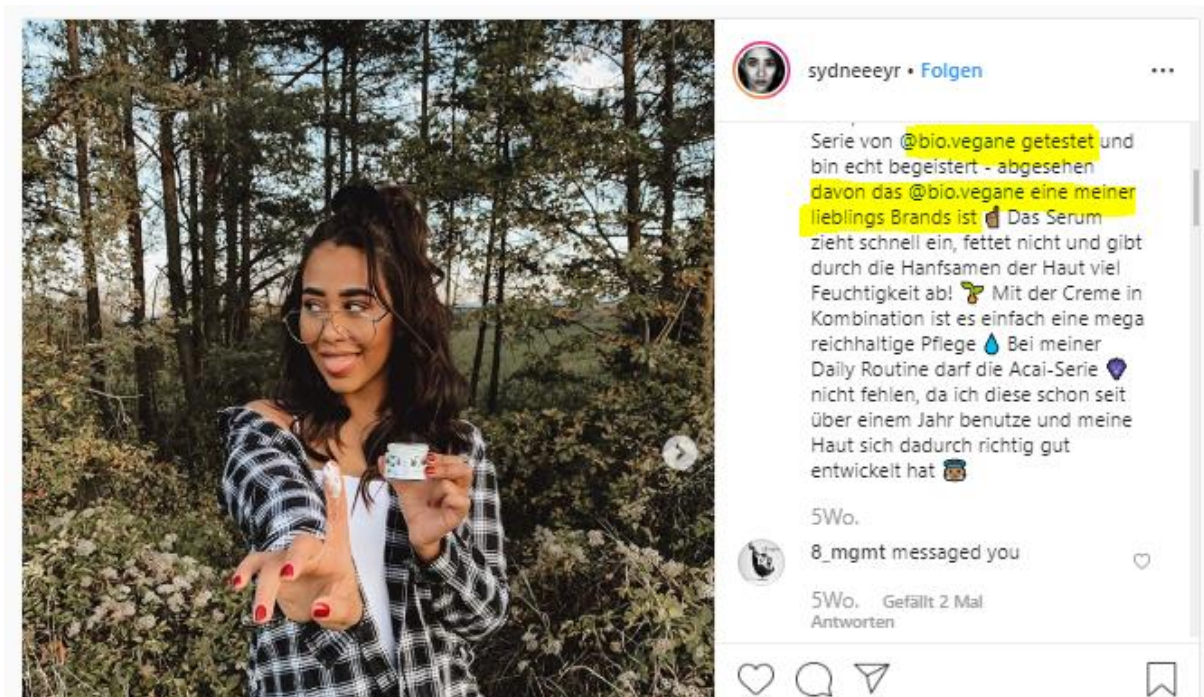 sydneeeyr • Folgen
Serie von @bio.vegane getestet und
bin echt begeistert - abgesehen
davon das @bio.vegane eine meiner
lieblings Brands ist ☝🏾 Das Serum
zieht schnell ein, fettet nicht und gibt
durch die Hanfsamen der Haut viel
Feuchtigkeit ab! 🌱 Mit der Creme in
Kombination ist es einfach eine mega
reichhaltige Pflege 💧 Bei meiner
Daily Routine darf die Acai-Serie
nicht fehlen, da ich diese schon seit
über einem Jahr benutze und meine
Haut sich dadurch richtig gut
entwickelt hat
5Wo.
8_mgmt messaged you
5Wo. Gefällt 2 Mal
Antworten